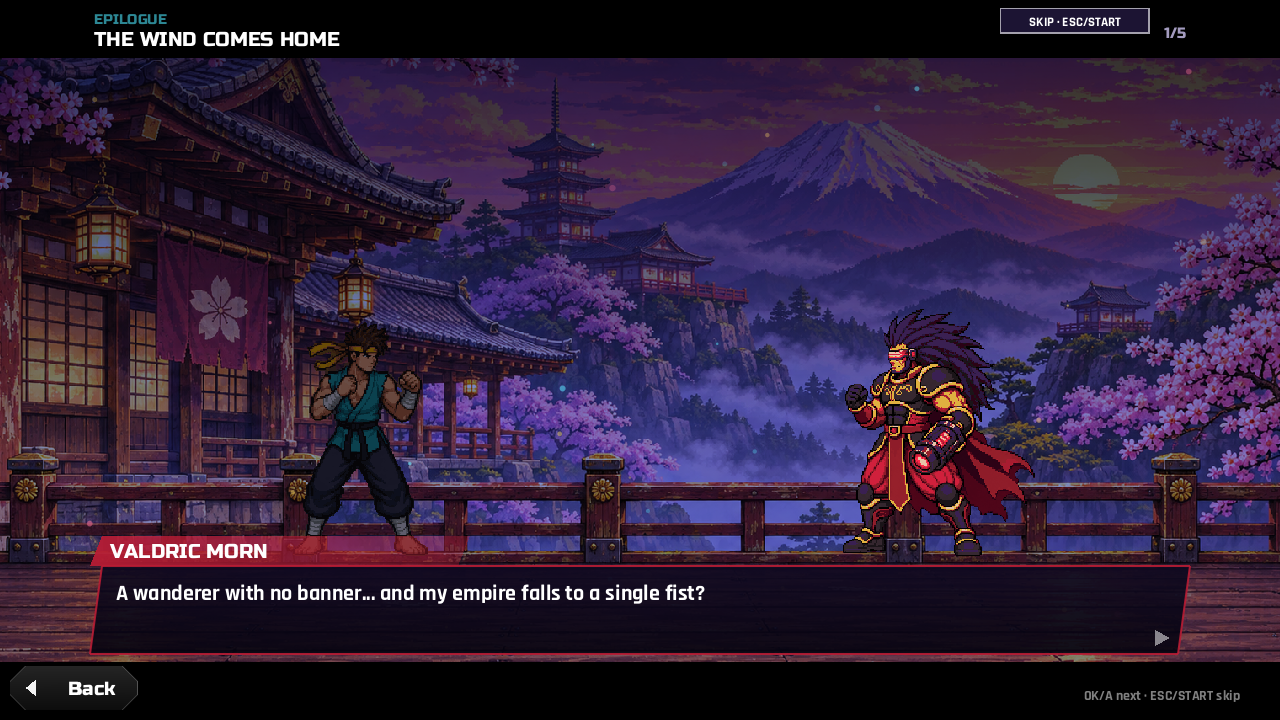 EPILOGUE
THE WIND COMES HOME
SKIP · ESC/START
1/5
VALDRIC MORN
A wanderer with no banner... and my empire falls to a single fist?
Back
OK/A next · ESC/START skip